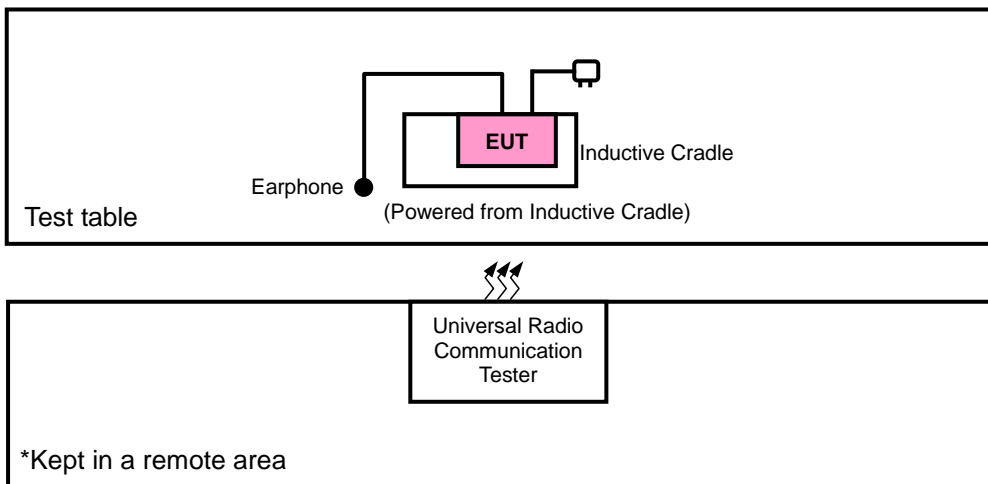 EUT
Inductive Cradle
Earphone
(Powered from Inductive Cradle)
Test table
Universal Radio
Communication
Tester
*Kept in a remote area